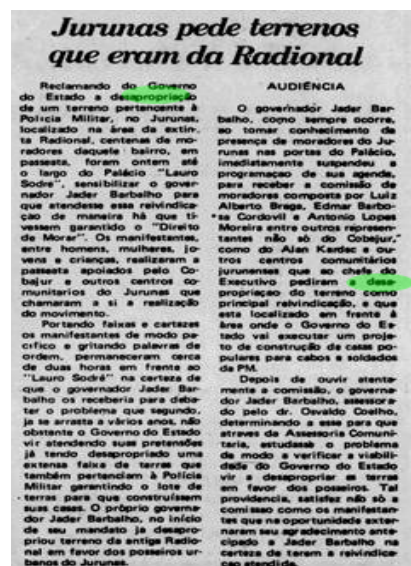 Jurunas pede terrenos
que eram da Radional
Reclamando do Governo
do Estado a desapropriação
de um terreno pertençente à
Polícia Militar, no Jurunas,
localizado na área da extin-
ta Radional, centenas de mo-
radores daquele bairro, em
passeata, foram ontem até
o largo do Palácio "Lauro
Sodré", sensibilizar o gover-
nador Jader Barbalho para
que atendesse essa reivindica-
ção de maneira há que ti-
vessem garantido o "Direito
de Morar". Os manifestantes,
entre homens, mulheres, jo-
vens e crianças, realizaram a
passeata apoiados pelo Co-
bajur e outros centros co-
munitários do Jurunas que
chamaram a si a realização
do movimento.
Portando faixas e cartazes
os manifestantes de modo pa-
cífico e gritando palavras de
ordem, permaneceram cerca
de duas horas em frente ao
"Lauro Sodré" na certeza de
que o governador Jader Bar-
balho os receberia para deba-
ter o problema que segundo,
já se arrasta a vários anos, não
obstante o Governo do Estado
vir atendendo suas pretensões
já tendo desapropriado uma
extensa faixa de terras que
também pertenciam à Polícia
Militar garantindo o lote de
terras para que construíssem
suas casas. O próprio governa-
dor Jader Barbalho, no início
de seu mandato já desapro-
priou terreno da antiga Radio-
nal em favor dos posseiros ur-
banos do Jurunas.
AUDIÊNCIA
O governador Jader Bar-
balho, como sempre ocorre,
ao tomar conhecimento da
presença de moradores do Ju-
runas nas portas do Palácio,
imediatamente suspendeu a
programação de sua agenda,
para receber a comissão de
moradores composta por Luiz
Alberto Braga, Edmar Barbo-
sa Cordovil e Antonio Lopes
Moreira entre outros represen-
tantes não só do Cobejur,
como do Alan Kardac e ou-
tros centros comunitários
jurunenses que ao chefe do
Executivo pediram a desa-
propriação do terreno como
principal reivindicação, e que
esta localizado em frente à
área onde o Governo do Es-
tado vai executar um proje-
to de construção de casas po-
pulares para cabos e soldados
da PM.
Depois de ouvir atenta-
mente a comissão, o governa-
dor Jader Barbalho, assessora-
do pelo dr. Osvaldo Coelho,
determinando a esse para que
atraves da Assessoria Comuni-
taria, estudasse o problema
de modo a verificar a viabili-
dade do Governo do Estado
vir a desapropriar as terras
em favor dos posseiros. Tal
providencia, satisfez não só a
comissao como os manifestan-
tes que na oportunidade exter-
naram seu agradecimento ante-
cipado a Jader Barbalho na
certeza de terem a reivindica-
çao atendida.